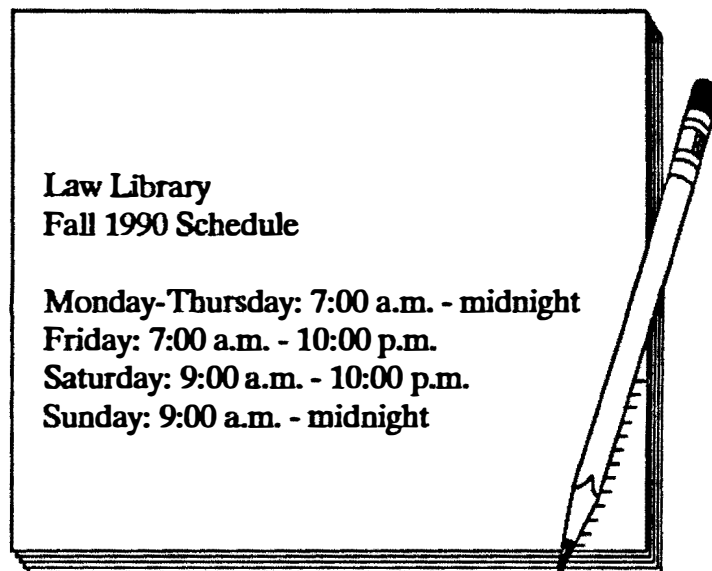 Law Library
Fall 1990 Schedule
Monday-Thursday: 7:00 a.m. - midnight
Friday: 7:00 a.m. - 10:00 p.m.
Saturday: 9:00 a.m. - 10:00 p.m.
Sunday: 9:00 a.m. - midnight